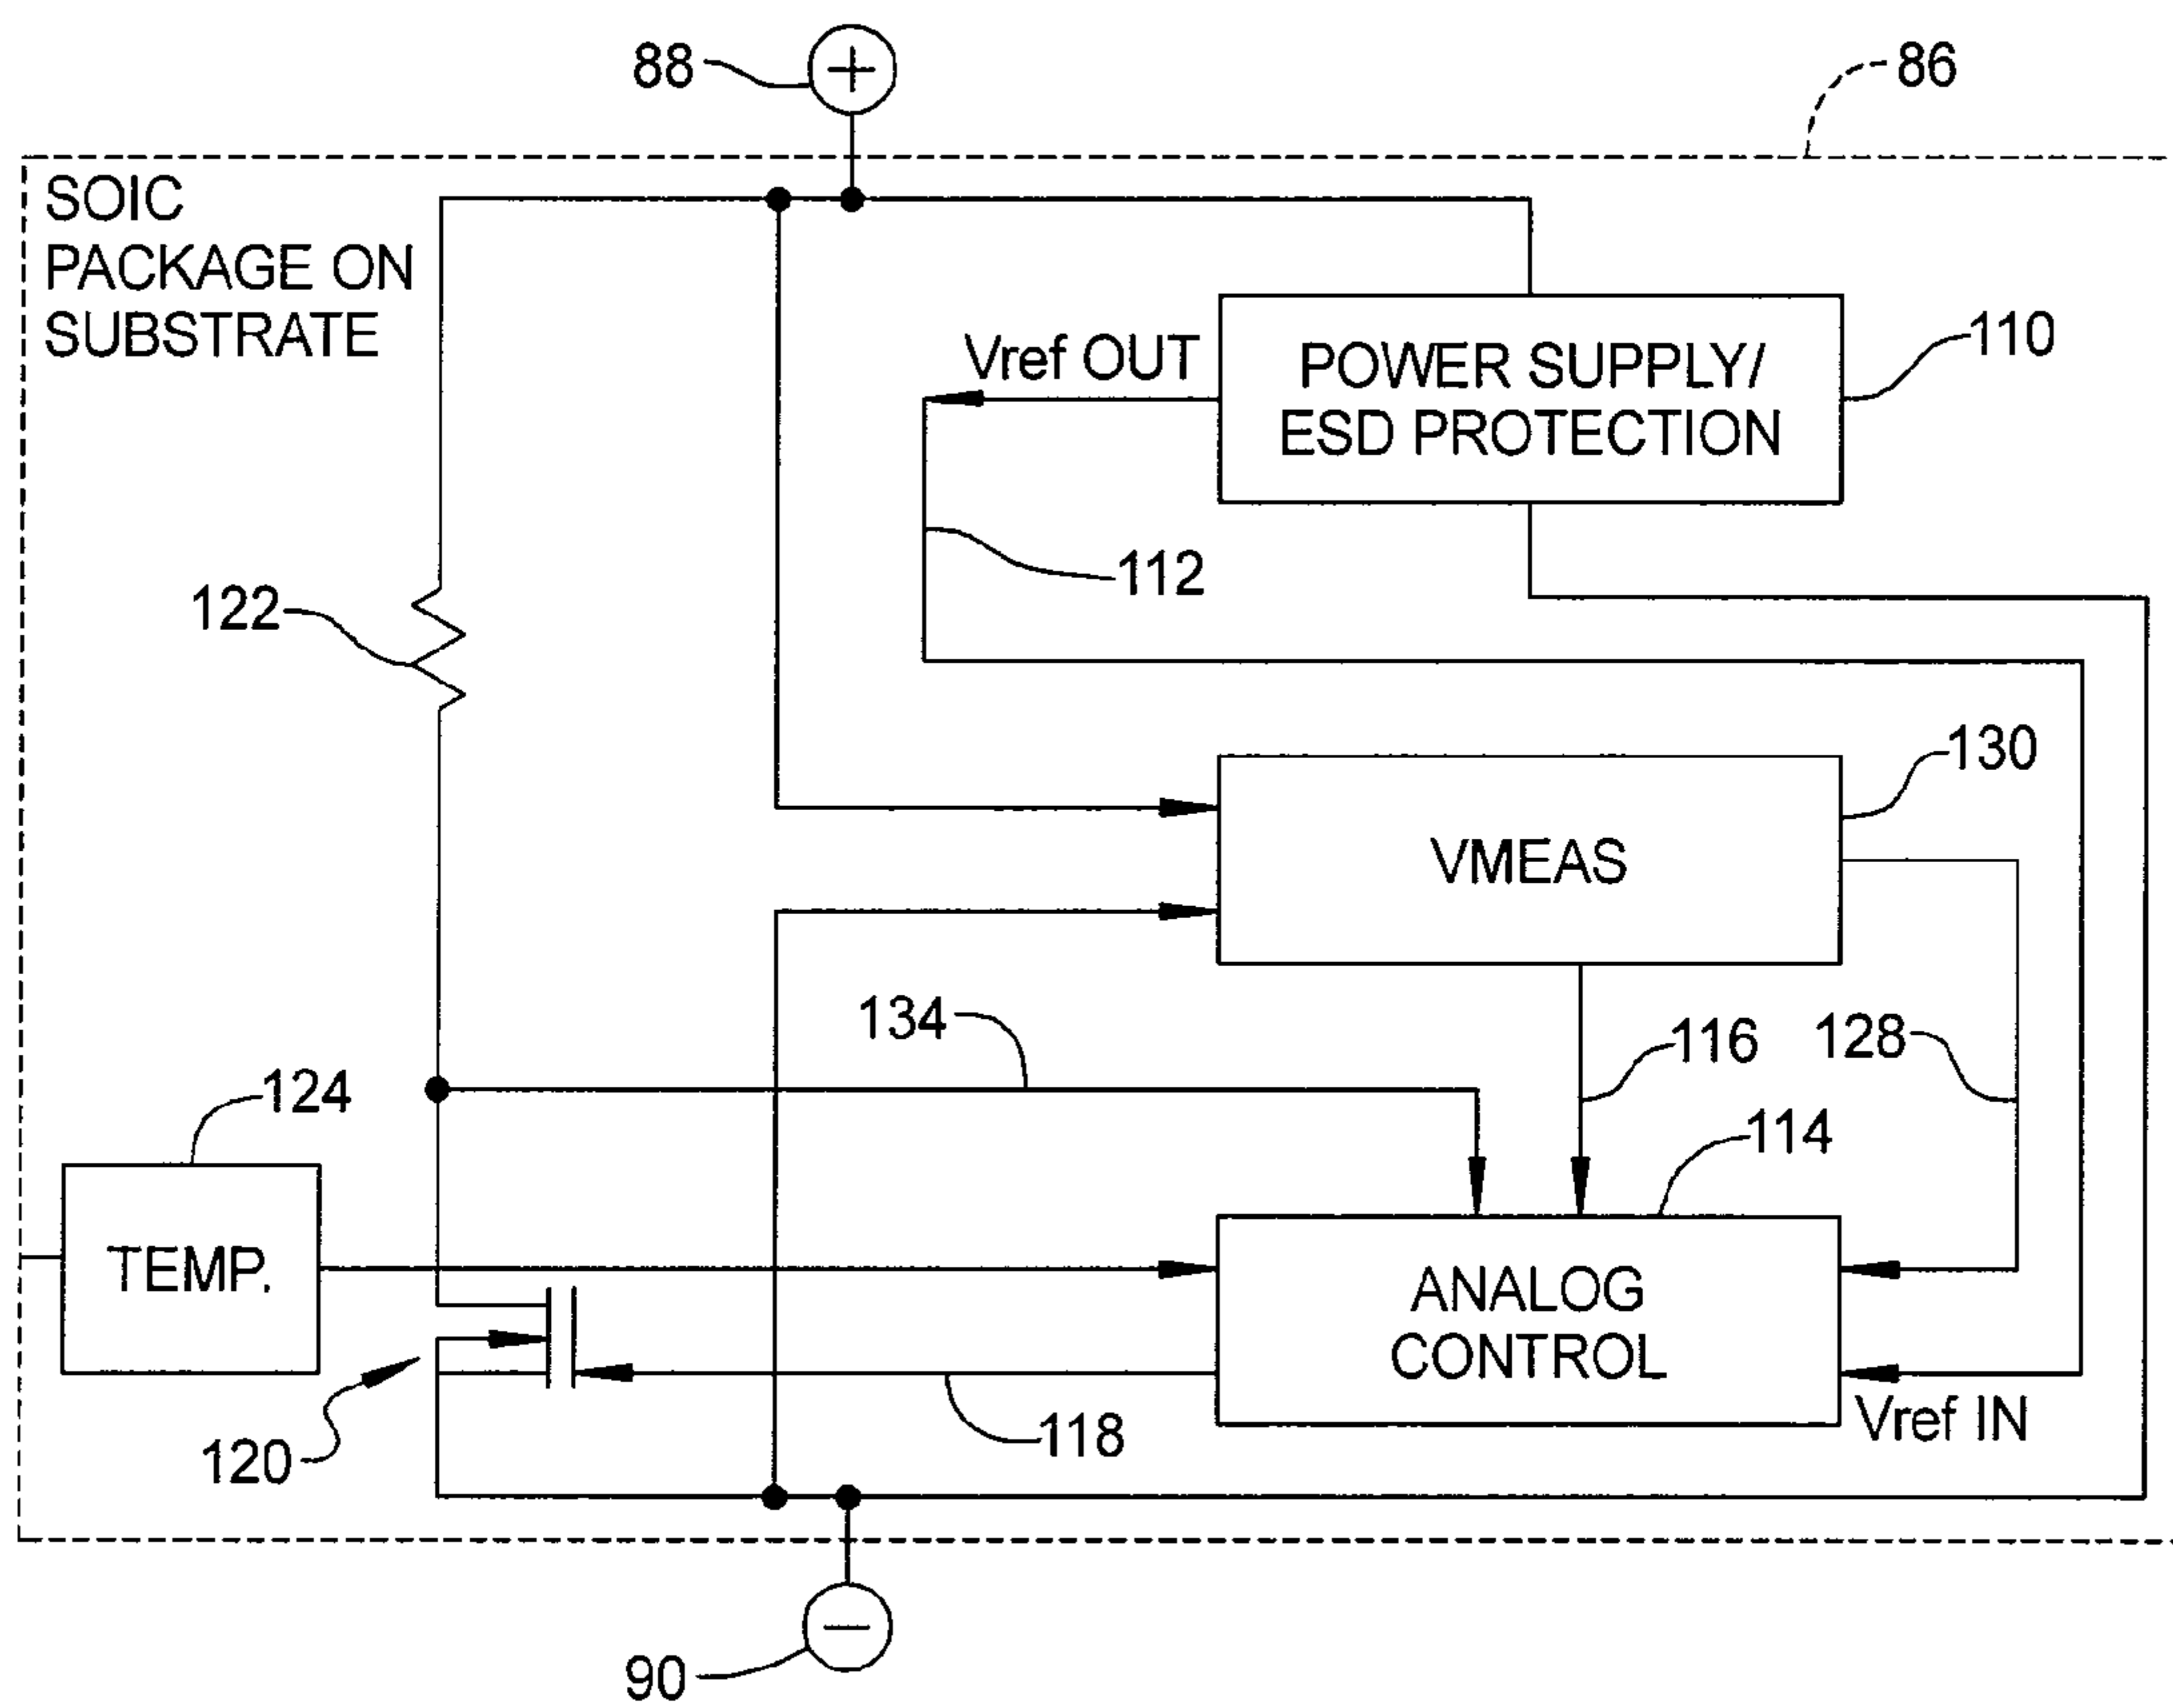 88
86
SOIC
PACKAGE ON
SUBSTRATE
Vref OUT
POWER SUPPLY/
ESD PROTECTION
110
112
122
130
VMEAS
134
116
128
124
114
TEMP.
ANALOG
CONTROL
118
Vref IN
120
90